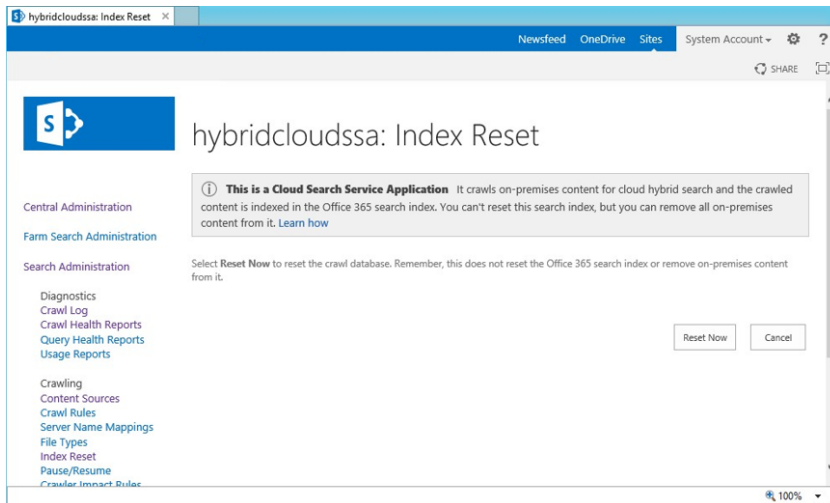 hybridcloudssa: Index Reset
Newsfeed OneDrive Sites System Account ?
SHARE
S
hybridcloudssa: Index Reset
This is a Cloud Search Service Application It crawls on-premises content for cloud hybrid search and the crawled
content is indexed in the Office 365 search index. You can't reset this search index, but you can remove all on-premises
content from it. Learn how
Central Administration
Farm Search Administration
Search Administration
Select Reset Now to reset the crawl database. Remember, this does not reset the Office 365 search index or remove on-premises content
from it.
Reset Now Cancel
Diagnostics
Crawl Log
Crawl Health Reports
Query Health Reports
Usage Reports
Crawling
Content Sources
Crawl Rules
Server Name Mappings
File Types
Index Reset
Pause/Resume
Crawler Impact Rules
100%